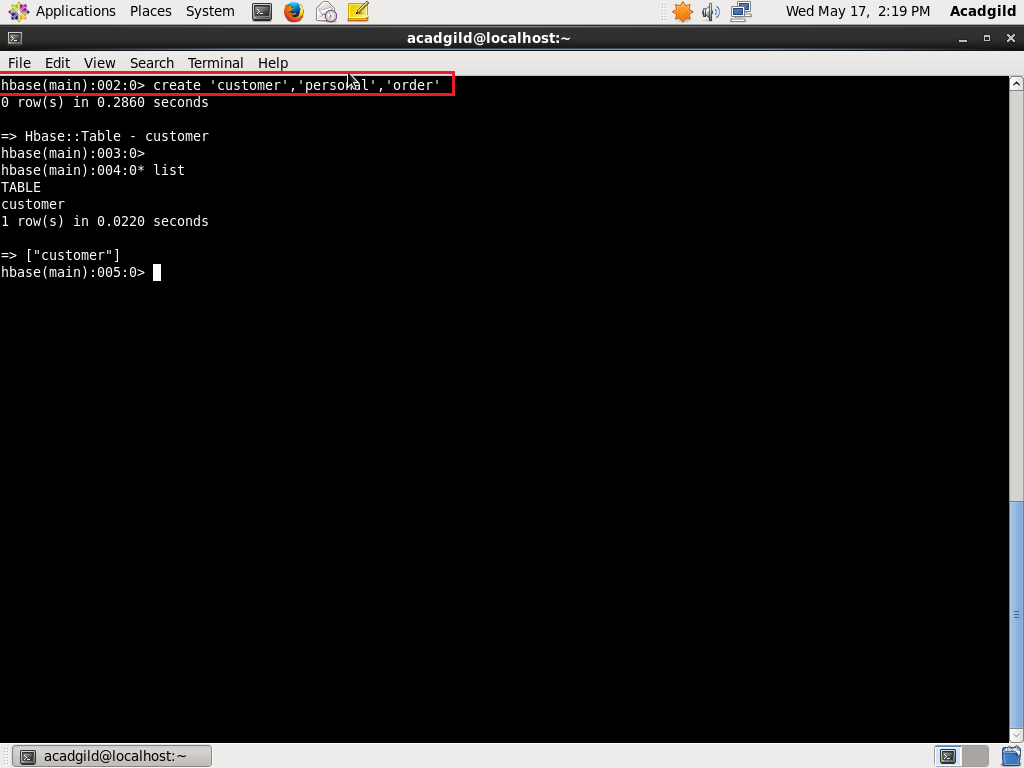 Applications Places System Wed May 17, 2:19 PM Acadgild
acadgild@localhost:~
File Edit View Search Terminal Help
hbase(main):002:0> create 'customer','personal','order'
0 row(s) in 0.2860 seconds
=> Hbase::Table - customer
hbase(main):003:0>
hbase(main):004:0* list
TABLE
customer
1 row(s) in 0.0220 seconds
=> ["customer"]
hbase(main):005:0>
acadgild@localhost:~